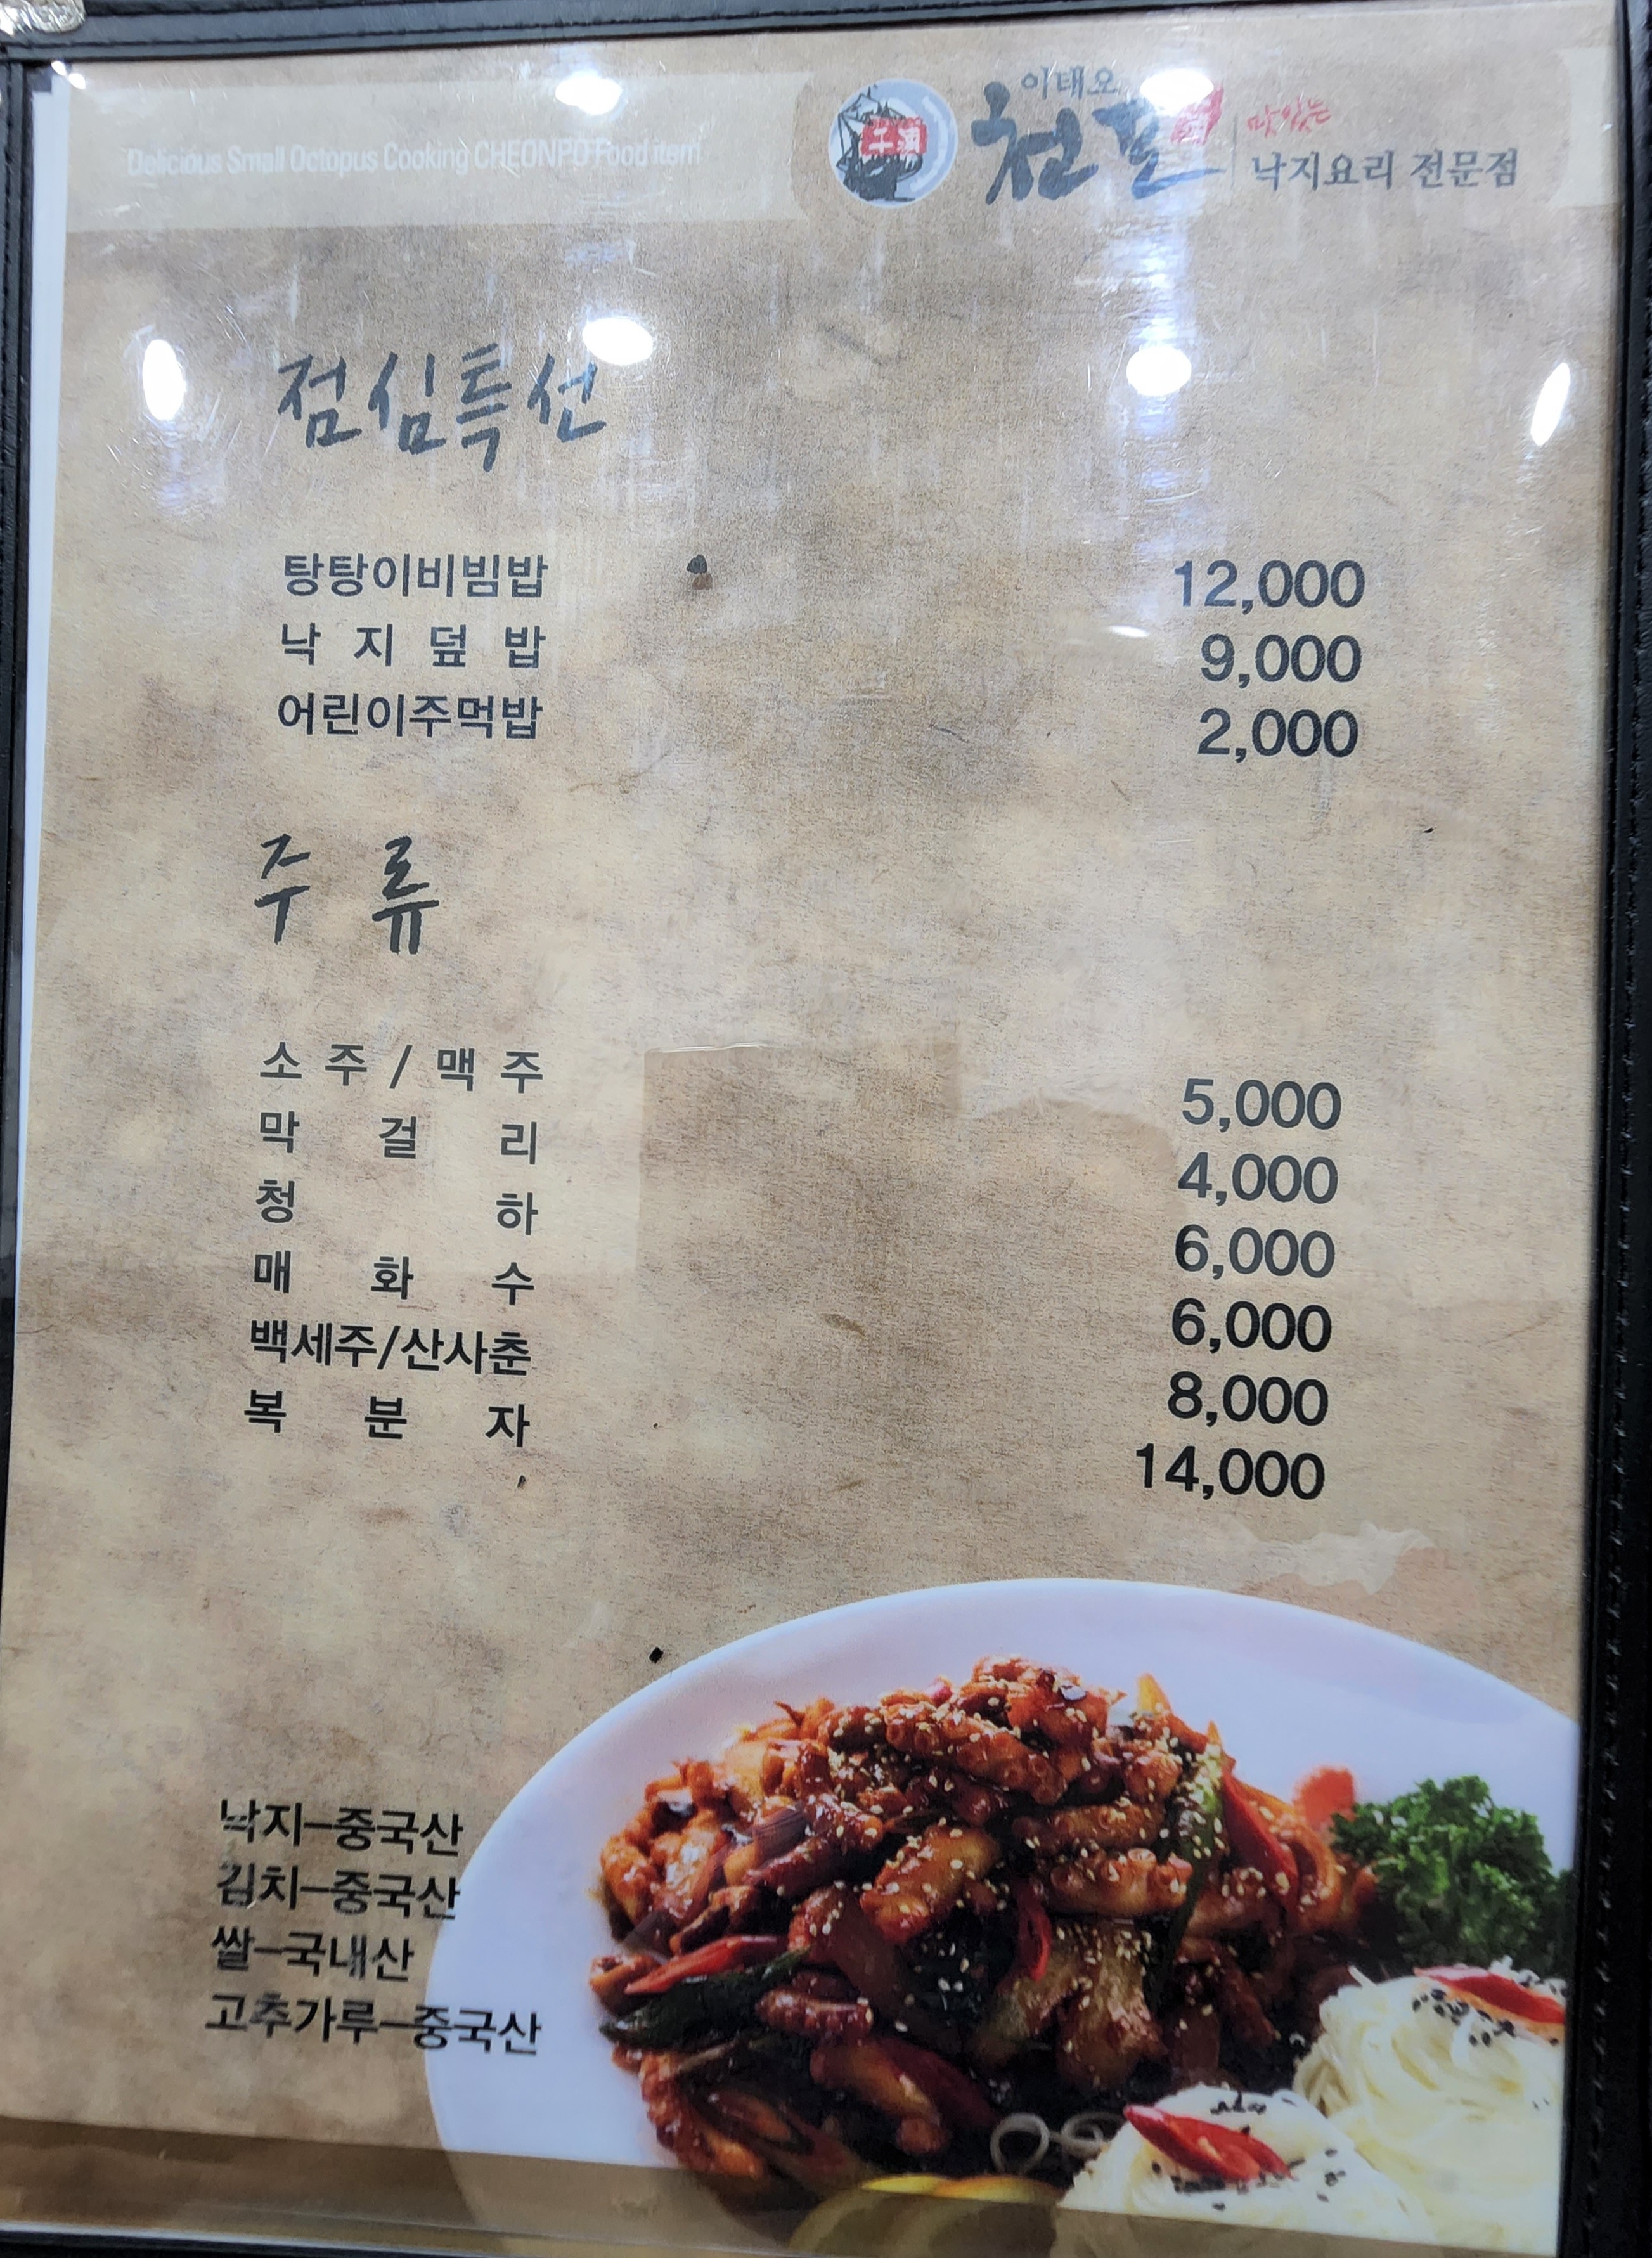 Delicious Small Octopus Cooking CHEONPO Food item
이태오
천포
맛있는
낙지요리 전문점
점심특선
탕탕이비빔밥 12,000
낙 지 덮 밥 9,000
어린이주먹밥 2,000
주 류
소 주 / 맥 주 5,000
막 걸 리 4,000
청 하 6,000
매 화 수 6,000
백세주/산사춘 8,000
복 분 자 14,000
낙지-중국산
김치-중국산
쌀-국내산
고추가루-중국산